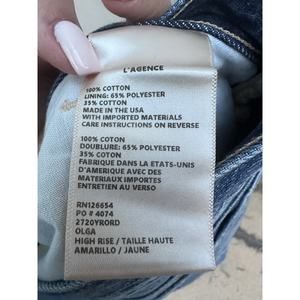 L'AGENCE
100% COTTON
LINING: 65% POLYESTER
35% COTON
MADE IN THE USA
WITH IMPORTED MATERIALS
CARE INSTRUCTIONS ON REVERSE
100% COTTON
DOUBLURE: 65% POLYESTER
35% COTON
FABRIQUE DANS LA ETATS-UNIS
D'AMERIQUE AVEC DES
MATERIAUX IMPORTES
ENTRETIEN AU VERSO
RN126654
PO # 4074
2720YRORD
OLGA
HIGH RISE / TAILLE HAUTE
AMARILLO / JAUNE